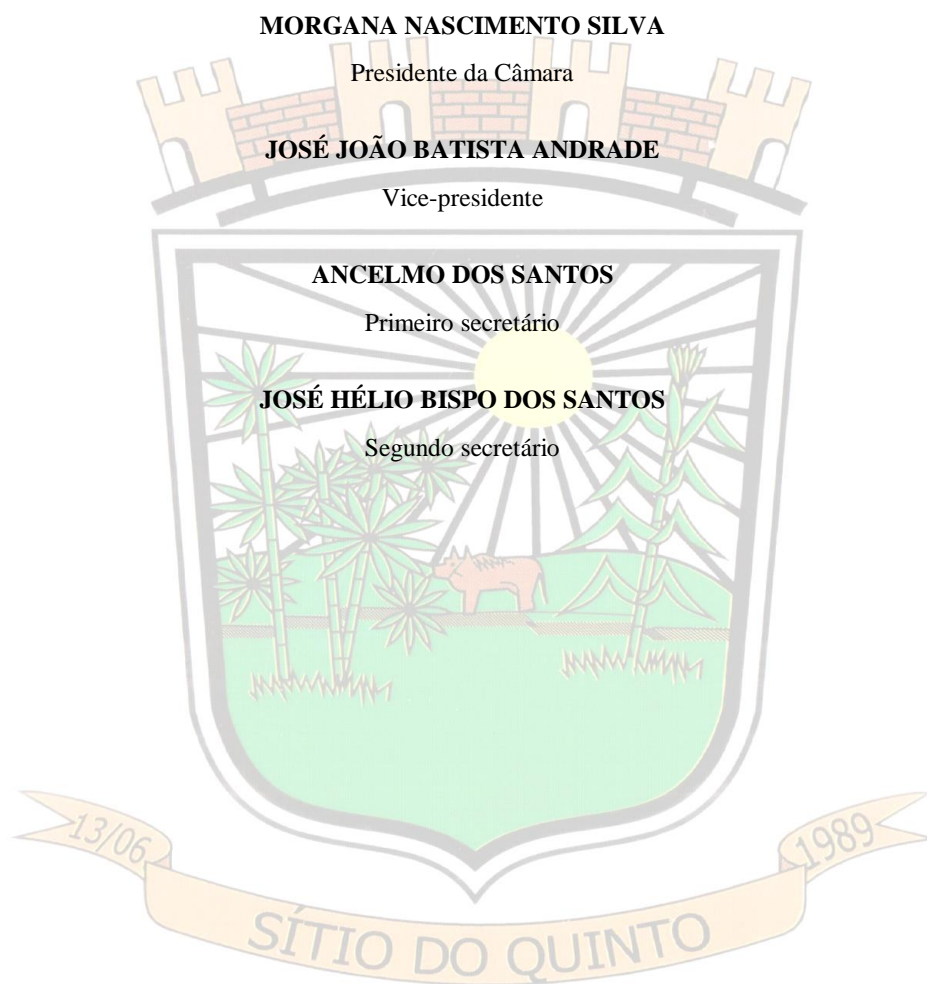 MORGANA NASCIMENTO SILVA
Presidente da Câmara
JOSÉ JOÃO BATISTA ANDRADE
Vice-presidente
ANCELMO DOS SANTOS
Primeiro secretário
JOSÉ HÉLIO BISPO DOS SANTOS
Segundo secretário
13/06
1989
SÍTIO DO QUINTO